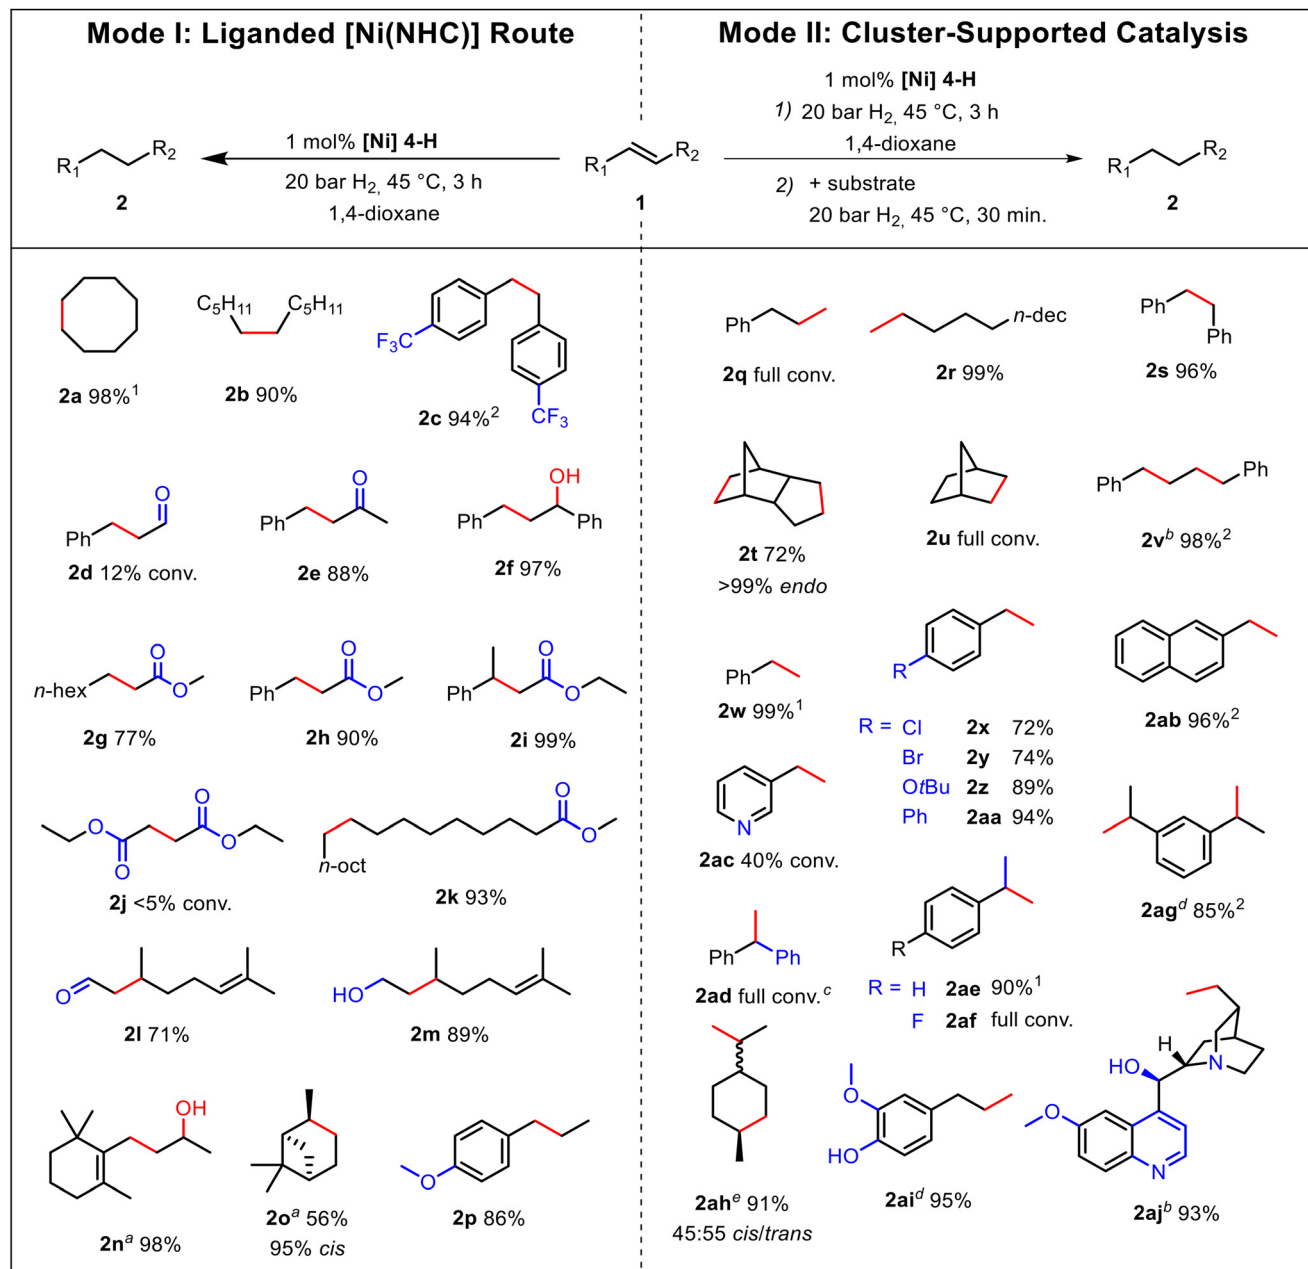 Mode I: Liganded [Ni(NHC)] Route
R₁ R₂
2
1 mol% [Ni] 4-H
20 bar H₂, 45 °C, 3 h
1,4-dioxane
R₁ R₂
1
Mode II: Cluster-Supported Catalysis
1 mol% [Ni] 4-H
1) 20 bar H₂, 45 °C, 3 h
1,4-dioxane
2) + substrate
20 bar H₂, 45 °C, 30 min.
R₁ R₂
2
2a 98%¹
C₅H₁₁ C₅H₁₁
2b 90%
F₃C
CF₃
2c 94%²
Ph
O
2d 12% conv.
Ph
O
2e 88%
OH
Ph Ph
2f 97%
n-hex
O
O
2g 77%
Ph
O
O
2h 90%
Ph
O
O
2i 99%
O
O
O
O
2j <5% conv.
n-oct
O
O
2k 93%
O
2l 71%
HO
2m 89%
OH
2nᵃ 98%
2oᵃ 56%
95% cis
O
2p 86%
Ph
2q full conv.
n-dec
2r 99%
Ph
Ph
2s 96%
2t 72%
>99% endo
2u full conv.
Ph Ph
2vᵇ 98%²
Ph
2w 99%¹
R
R = Cl 2x 72%
Br 2y 74%
OtBu 2z 89%
Ph 2aa 94%
2ab 96%²
N
2ac 40% conv.
Ph Ph
2ad full conv.ᶜ
R
R = H 2ae 90%¹
F 2af full conv.
2agᵈ 85%²
2ahᵉ 91%
45:55 cis/trans
O
HO
2aiᵈ 95%
H
N
HO
O
N
2ajᵇ 93%